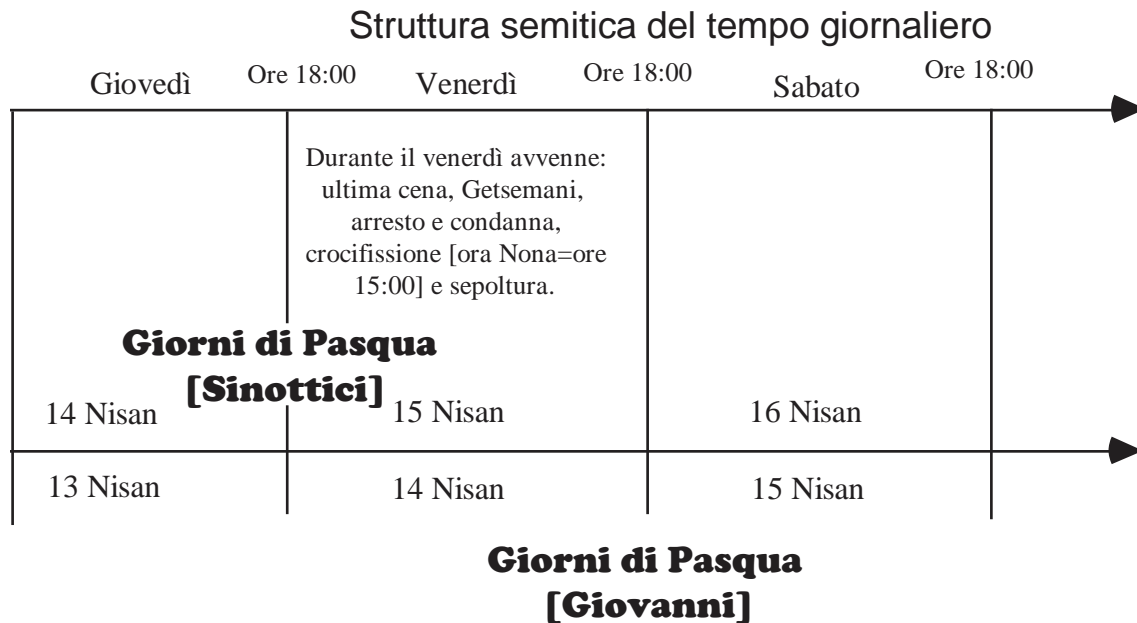 Struttura semitica del tempo giornaliero
Giovedì Ore 18:00 Venerdì Ore 18:00 Sabato Ore 18:00
Durante il venerdì avvenne:
ultima cena, Getsemani,
arresto e condanna,
crocifissione [ora Nona=ore
15:00] e sepoltura.
Giorni di Pasqua
[Sinottici]
14 Nisan 15 Nisan 16 Nisan
13 Nisan 14 Nisan 15 Nisan
Giorni di Pasqua
[Giovanni]